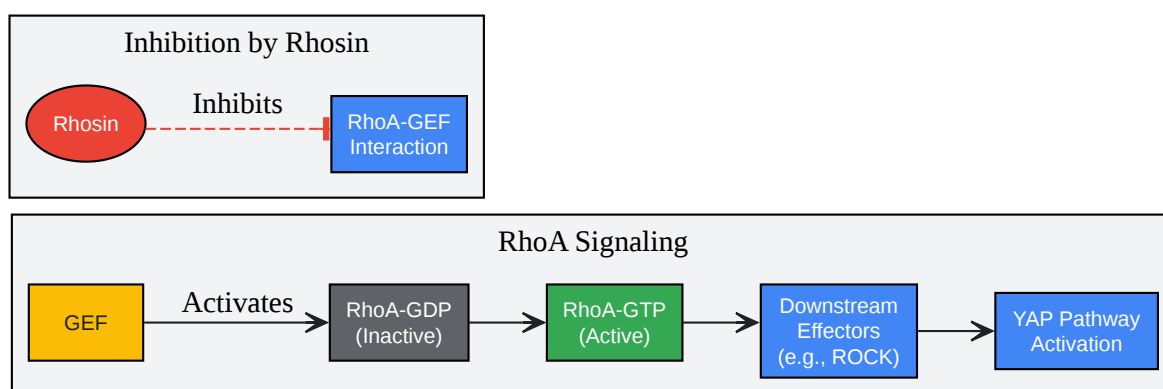 Inhibition by Rhosin
Rhosin
Inhibits
RhoA-GEF
Interaction
RhoA Signaling
GEF
Activates
RhoA-GDP
(Inactive)
RhoA-GTP
(Active)
Downstream
Effectors
(e.g., ROCK)
YAP Pathway
Activation